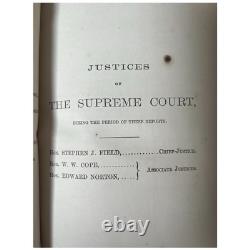 JUSTICES
OF
THE SUPREME COURT,
DURING THE PERIOD OF THESE REPORTS.
Hon. STEPHEN J. FIELD,............Chief-Justice.
Hon. W. W. COPE,.....} Associate Justices.
Hon. EDWARD NORTON,.....}